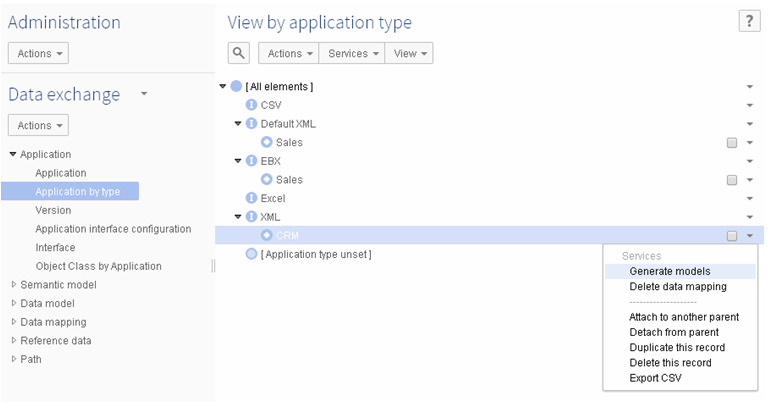 Administration
Actions
Data exchange
Actions
Application
Application
Application by type
Version
Application interface configuration
Interface
Object Class by Application
Semantic model
Data model
Data mapping
Reference data
Path
View by application type
?
Actions
Services
View
[ All elements ]
CSV
Default XML
Sales
EBX
Sales
Excel
XML
CRM
[ Application type unset ]
Services
Generate models
Delete data mapping
--------------------
Attach to another parent
Detach from parent
Duplicate this record
Delete this record
Export CSV